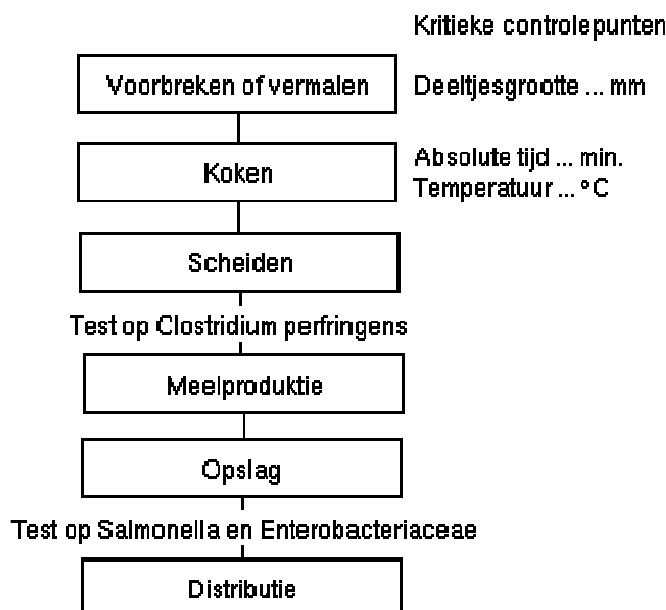 Kritieke controlepunten
Voorbreken of vermalen
Deeltjesgrootte ... mm
Koken
Absolute tijd ... min.
Temperatuur ... °C
Scheiden
Test op Clostridium perfringens
Meelproduktie
Opslag
Test op Salmonella en Enterobacteriaceae
Distributie